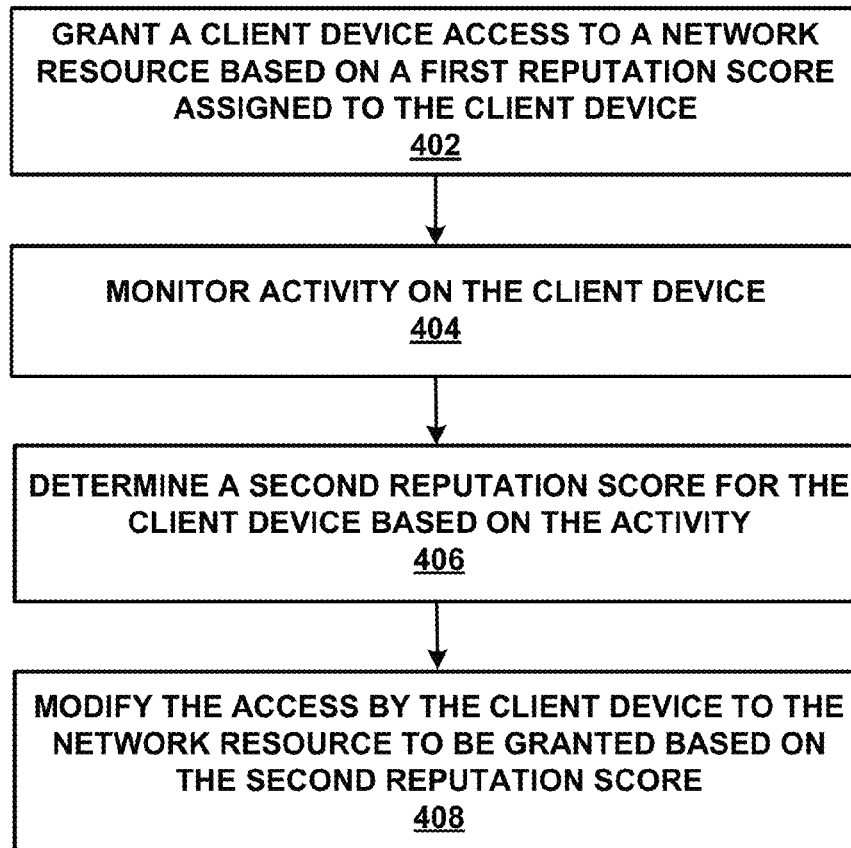 GRANT A CLIENT DEVICE ACCESS TO A NETWORK
RESOURCE BASED ON A FIRST REPUTATION SCORE
ASSIGNED TO THE CLIENT DEVICE
402
MONITOR ACTIVITY ON THE CLIENT DEVICE
404
DETERMINE A SECOND REPUTATION SCORE FOR THE
CLIENT DEVICE BASED ON THE ACTIVITY
406
MODIFY THE ACCESS BY THE CLIENT DEVICE TO THE
NETWORK RESOURCE TO BE GRANTED BASED ON
THE SECOND REPUTATION SCORE
408